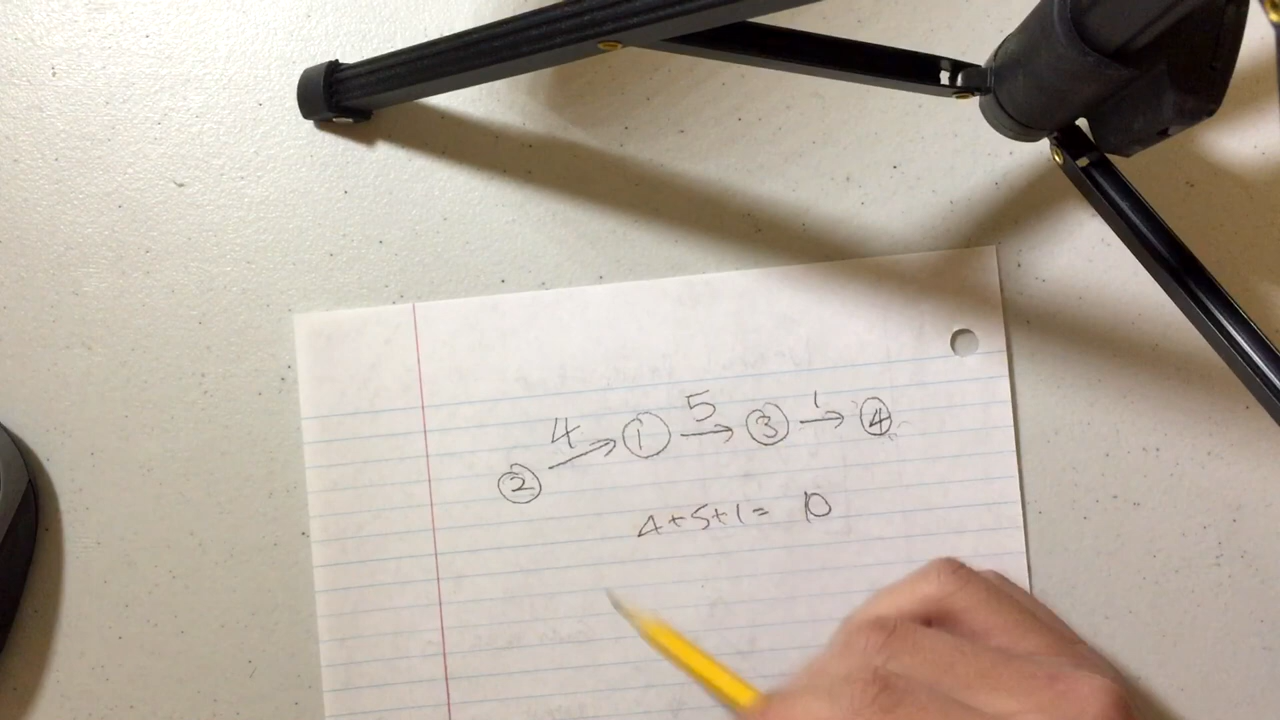 ② 4→ ① 5→ ③ 1→ ④
4+5+1= 10